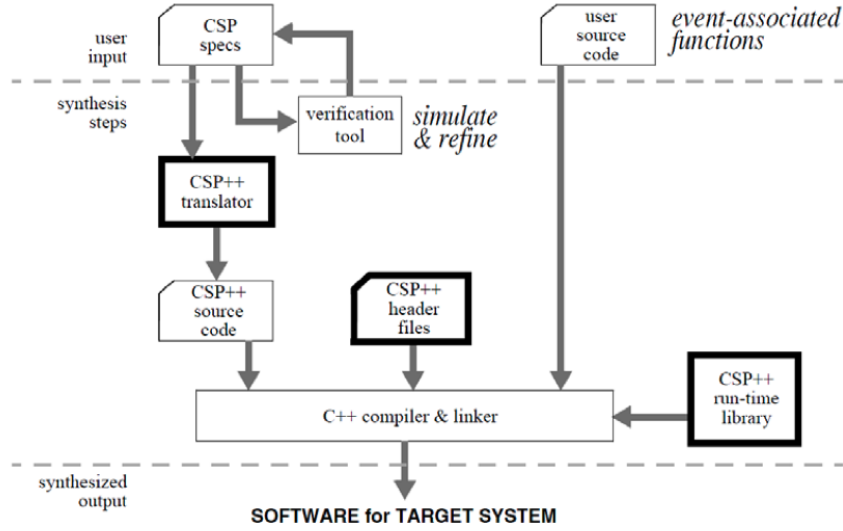 user
input
CSP
specs
user
source
code
event-associated
functions
synthesis
steps
verification
tool
simulate
& refine
CSP++
translator
CSP++
source
code
CSP++
header
files
CSP++
run-time
library
C++ compiler & linker
synthesized
output
SOFTWARE for TARGET SYSTEM